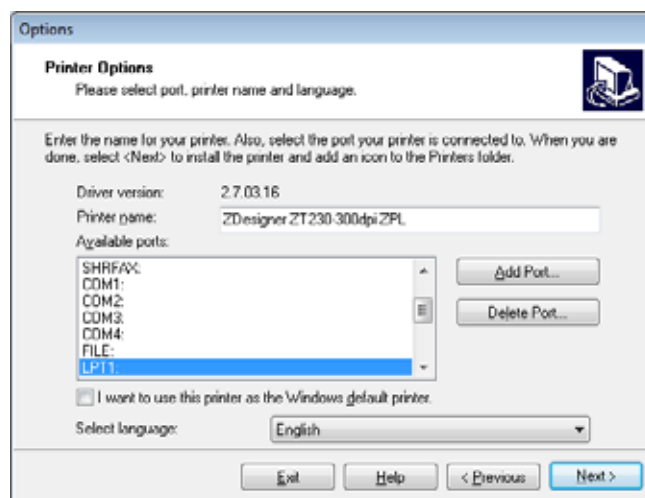 Options
Printer Options
Please select port, printer name and language.
Enter the name for your printer. Also, select the port your printer is connected to. When you are
done, select <Next> to install the printer and add an icon to the Printers folder.
Driver version: 2.7.03.16
Printer name: ZDesigner ZT230-300dpi ZPL
Available ports:
SHRFAX:
COM1:
COM2:
COM3:
COM4:
FILE:
LPT1:
Add Port...
Delete Port...
I want to use this printer as the Windows default printer.
Select language: English
Exit Help < Previous Next >